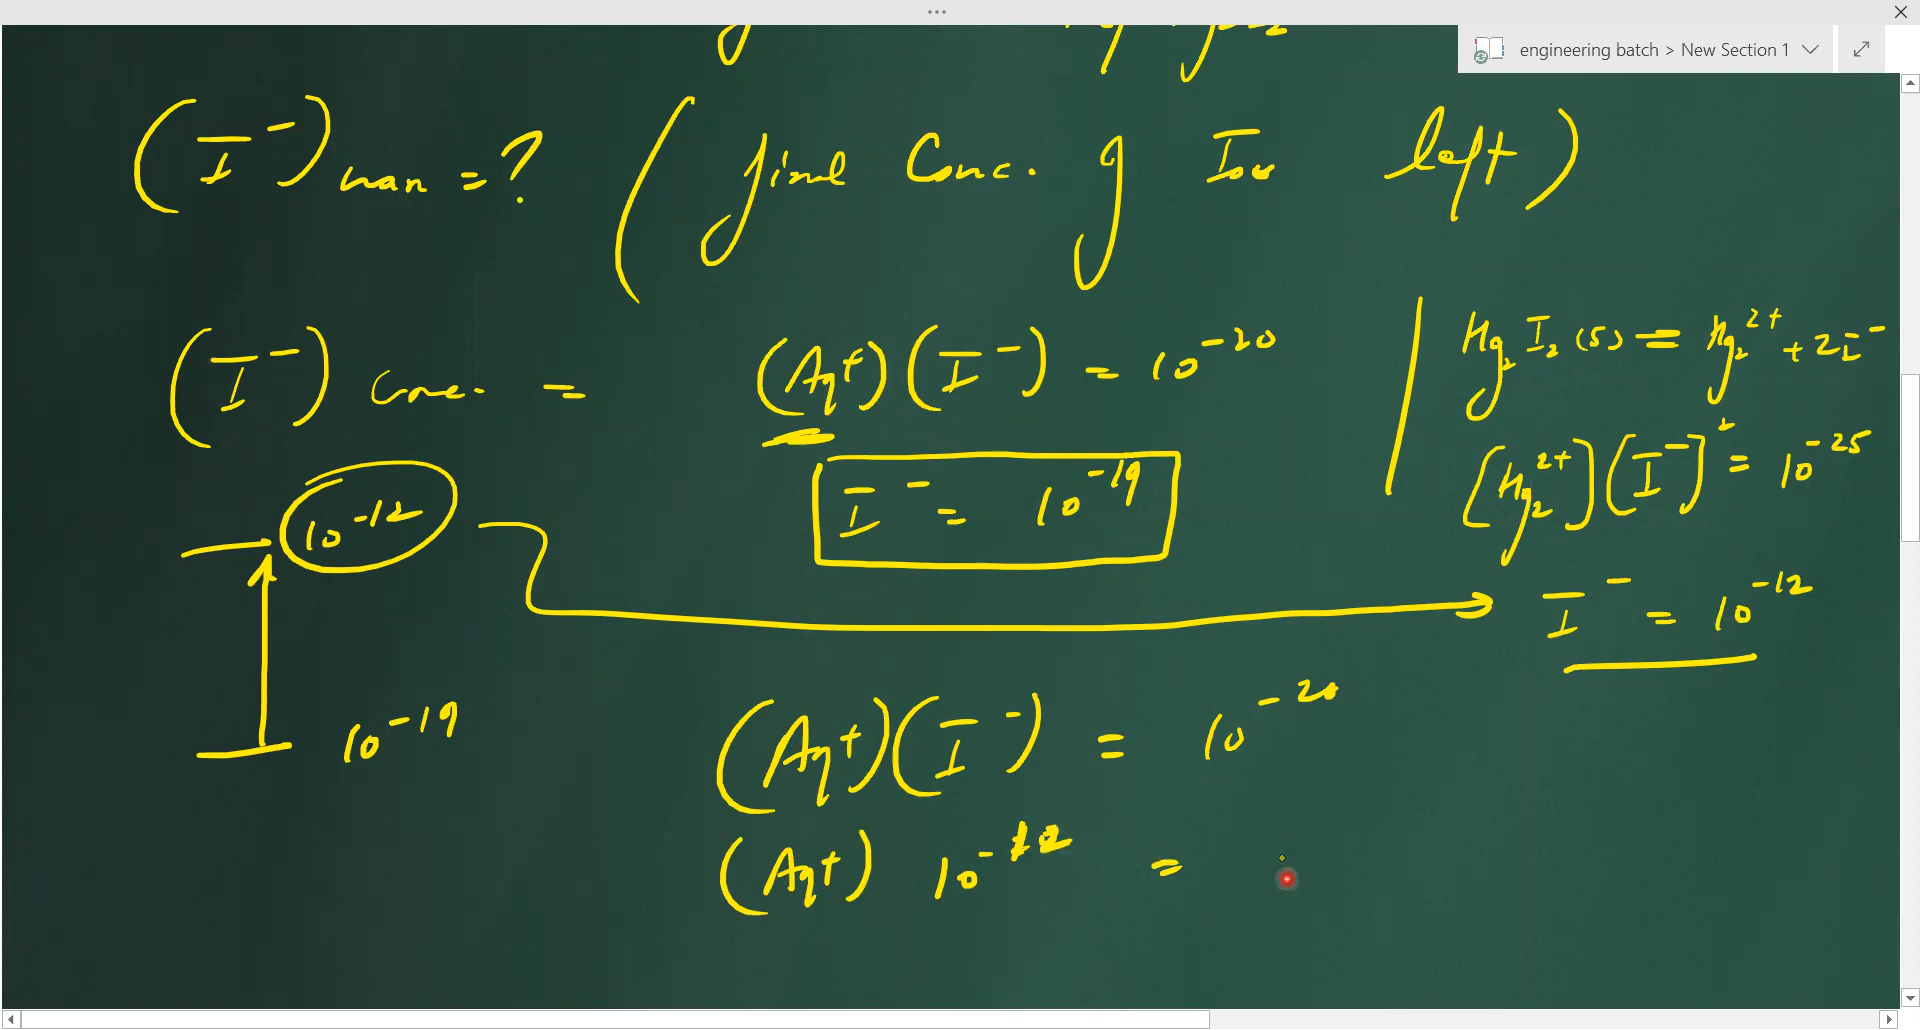 engineering batch > New Section 1
(I⁻)max = ? (final Conc. of Ion left)
(I⁻) Conc. = (Ag⁺)(I⁻) = 10⁻²⁰
I⁻ = 10⁻¹⁹
10⁻¹²
10⁻¹⁹
Hg₂I₂(s) = Hg₂²⁺ + 2I⁻
[Hg₂²⁺][I⁻]² = 10⁻²⁵
I⁻ = 10⁻¹²
(Ag⁺)(I⁻) = 10⁻²⁰
(Ag⁺) 10⁻¹² =